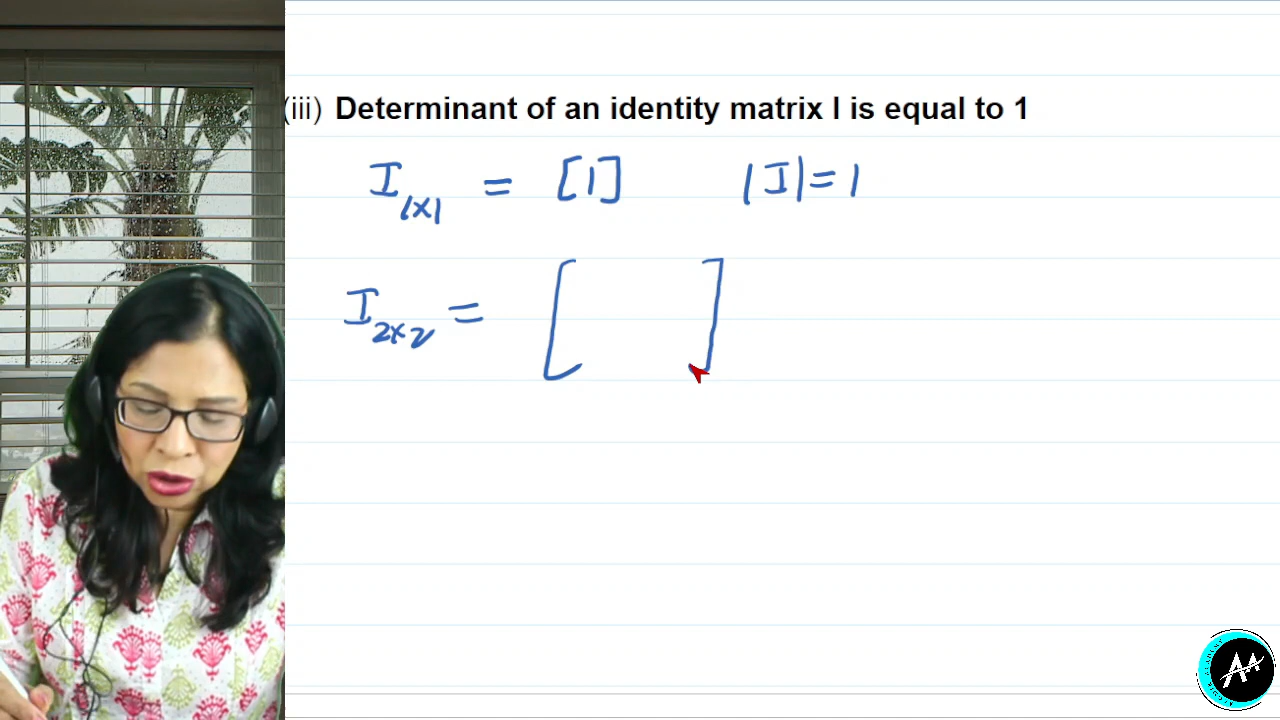 (iii) Determinant of an identity matrix I is equal to 1
I₁ₓ₁ = [1] |I| = 1
I₂ₓ₂ = [ ]
A+